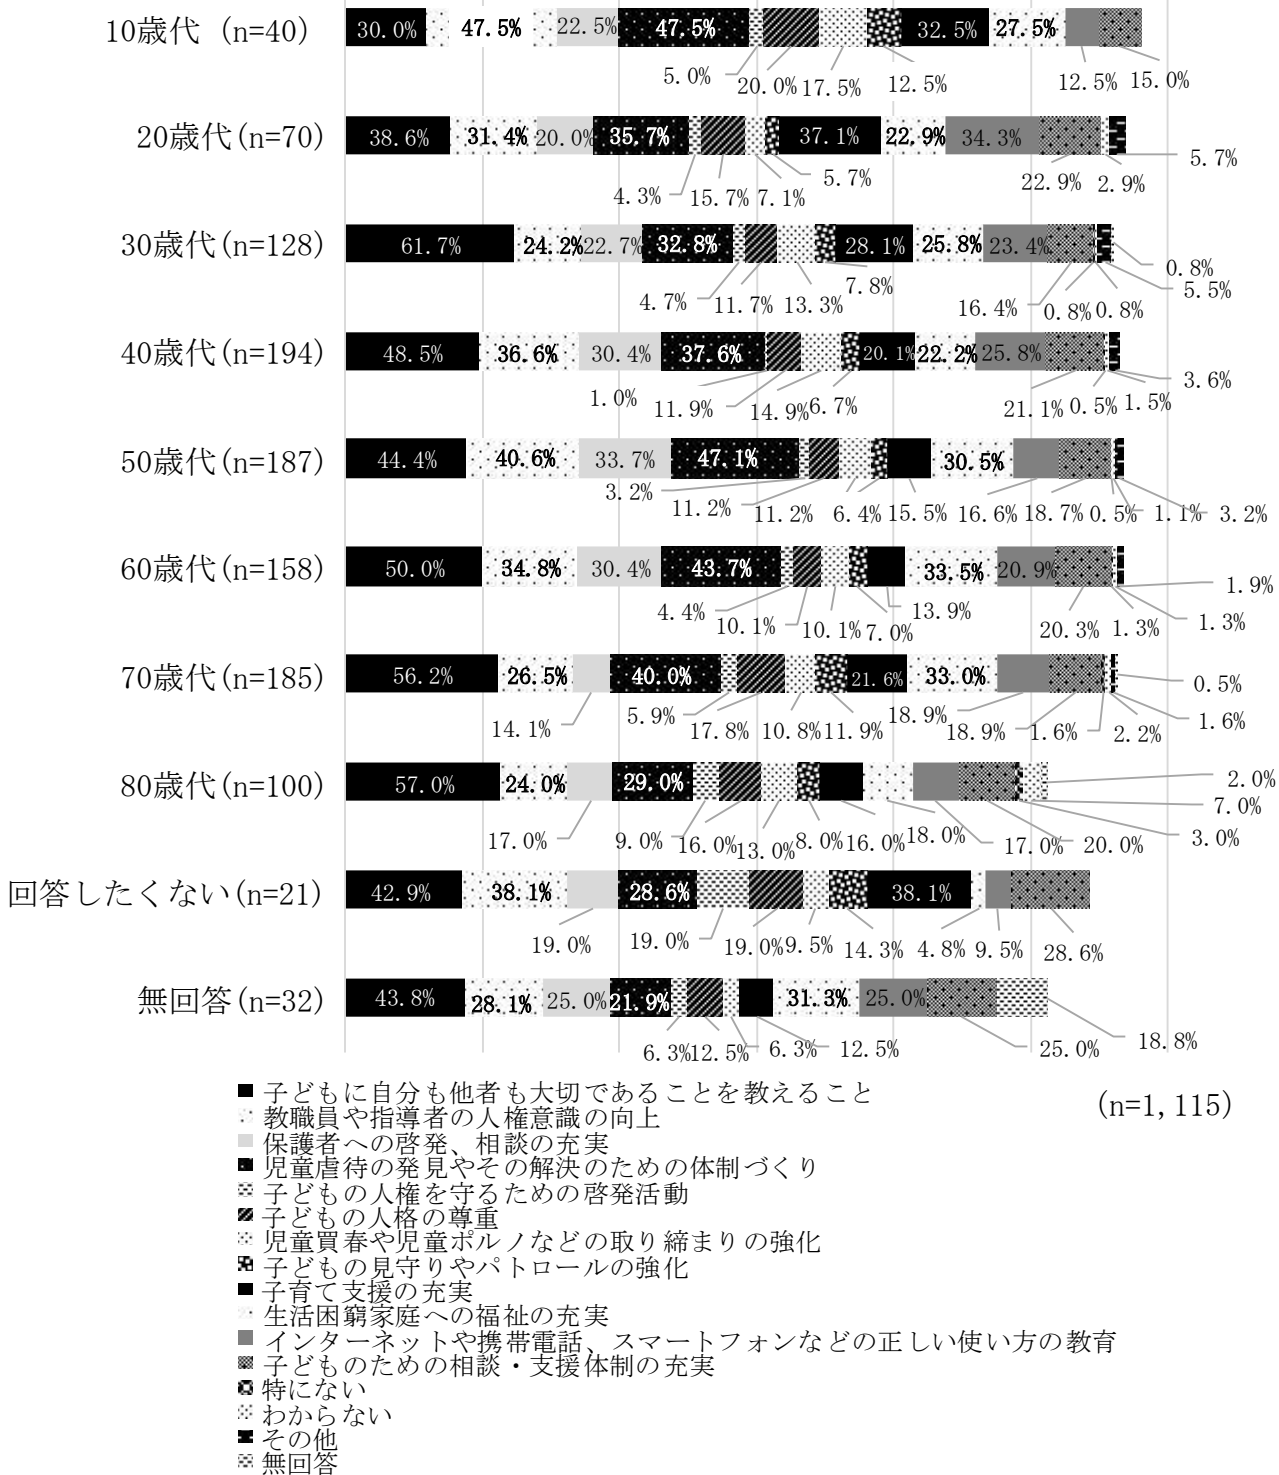 10歳代 (n=40)
30.0% 47.5% 22.5% 47.5% 32.5% 27.5%
5.0% 20.0% 17.5% 12.5% 12.5% 15.0%
20歳代(n=70)
38.6% 31.4% 20.0% 35.7% 37.1% 22.9% 34.3%
4.3% 15.7% 7.1% 5.7% 22.9% 2.9% 5.7%
30歳代(n=128)
61.7% 24.2% 22.7% 32.8% 28.1% 25.8% 23.4%
4.7% 11.7% 13.3% 7.8% 16.4% 0.8% 0.8% 5.5% 0.8%
40歳代(n=194)
48.5% 36.6% 30.4% 37.6% 20.1% 22.2% 25.8%
1.0% 11.9% 14.9% 6.7% 21.1% 0.5% 1.5% 3.6%
50歳代(n=187)
44.4% 40.6% 33.7% 47.1% 30.5%
3.2% 11.2% 11.2% 6.4% 15.5% 16.6% 18.7% 0.5% 1.1% 3.2%
60歳代(n=158)
50.0% 34.8% 30.4% 43.7% 33.5% 20.9%
4.4% 10.1% 10.1% 7.0% 13.9% 20.3% 1.3% 1.3% 1.9%
70歳代(n=185)
56.2% 26.5% 40.0% 21.6% 33.0%
14.1% 5.9% 17.8% 10.8% 11.9% 18.9% 18.9% 1.6% 2.2% 1.6% 0.5%
80歳代(n=100)
57.0% 24.0% 29.0%
17.0% 9.0% 16.0% 13.0% 8.0% 16.0% 18.0% 17.0% 20.0% 3.0% 7.0% 2.0%
回答したくない(n=21)
42.9% 38.1% 28.6% 38.1%
19.0% 19.0% 19.0% 9.5% 14.3% 4.8% 9.5% 28.6%
無回答(n=32)
43.8% 28.1% 25.0% 21.9% 31.3% 25.0%
6.3% 12.5% 6.3% 12.5% 25.0% 18.8%
(n=1,115)
子どもに自分も他者も大切であることを教えること
教職員や指導者の人権意識の向上
保護者への啓発、相談の充実
児童虐待の発見やその解決のための体制づくり
子どもの人権を守るための啓発活動
子どもの人格の尊重
児童買春や児童ポルノなどの取り締まりの強化
子どもの見守りやパトロールの強化
子育て支援の充実
生活困窮家庭への福祉の充実
インターネットや携帯電話、スマートフォンなどの正しい使い方の教育
子どものための相談・支援体制の充実
特にない
わからない
その他
無回答